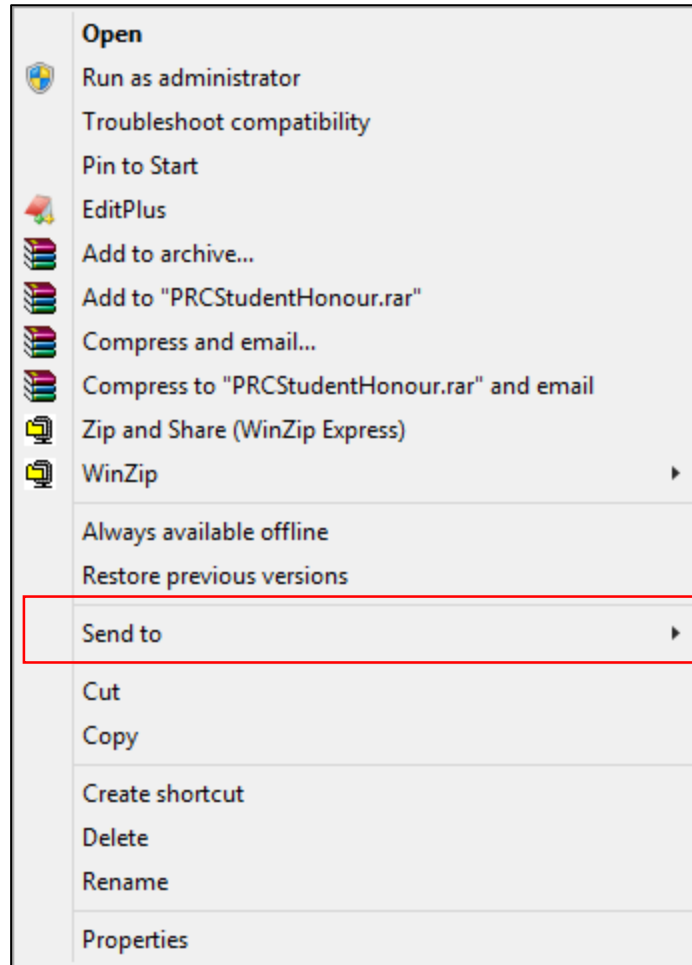 Open
Run as administrator
Troubleshoot compatibility
Pin to Start
EditPlus
Add to archive...
Add to "PRCStudentHonour.rar"
Compress and email...
Compress to "PRCStudentHonour.rar" and email
Zip and Share (WinZip Express)
WinZip
Always available offline
Restore previous versions
Send to
Cut
Copy
Create shortcut
Delete
Rename
Properties